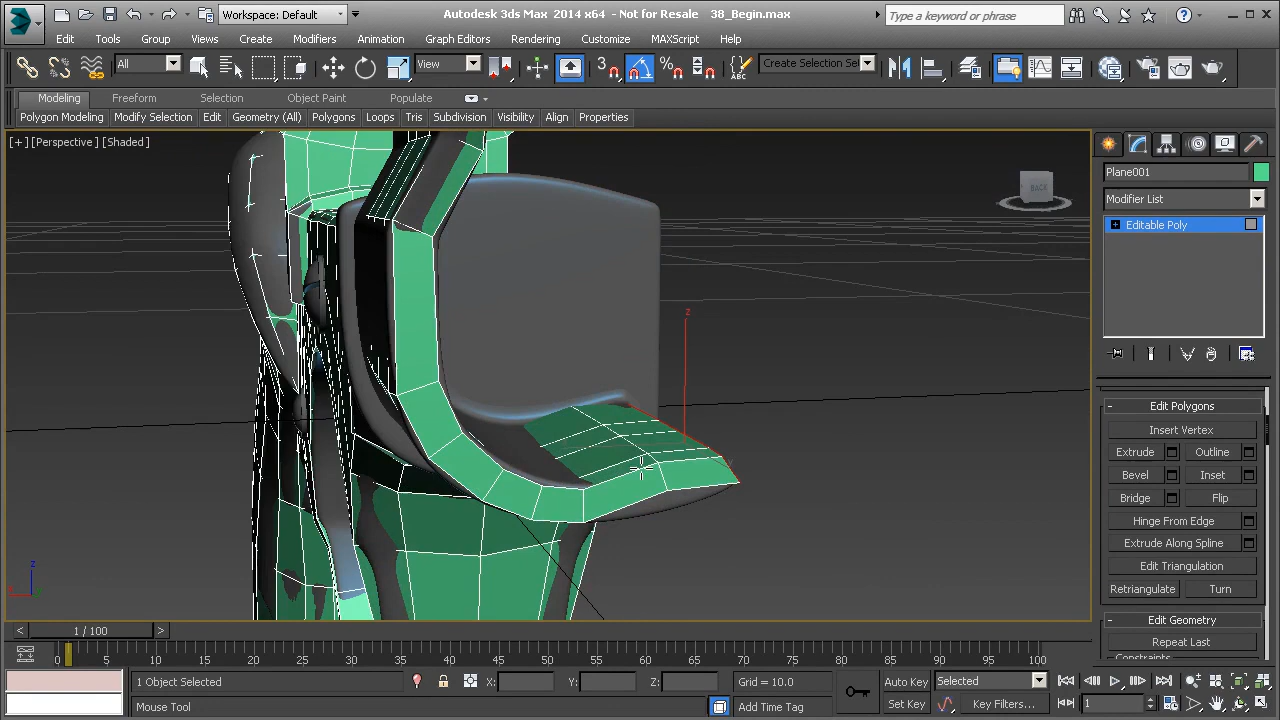 Workspace: Default
Autodesk 3ds Max 2014 x64 - Not for Resale 38_Begin.max
Type a keyword or phrase
Edit Tools Group Views Create Modifiers Animation Graph Editors Rendering Customize MAXScript Help
All View 3 % ABC Create Selection Se
Modeling Freeform Selection Object Paint Populate
Polygon Modeling Modify Selection Edit Geometry (All) Polygons Loops Tris Subdivision Visibility Align Properties
[+] [Perspective] [Shaded]
BACK
Plane001
Modifier List
Editable Poly
z
z
Edit Polygons
Insert Vertex
Extrude Outline
Bevel Inset
Bridge Flip
Hinge From Edge
Extrude Along Spline
Edit Triangulation
Retriangulate Turn
Edit Geometry
Repeat Last
Constraints
< 1 / 100 >
0 5 10 15 20 25 30 35 40 45 50 55 60 65 70 75 80 85 90 95 100
1 Object Selected X: Y: Z: Grid = 10.0 Auto Key Selected
Mouse Tool Add Time Tag Set Key Key Filters... 1